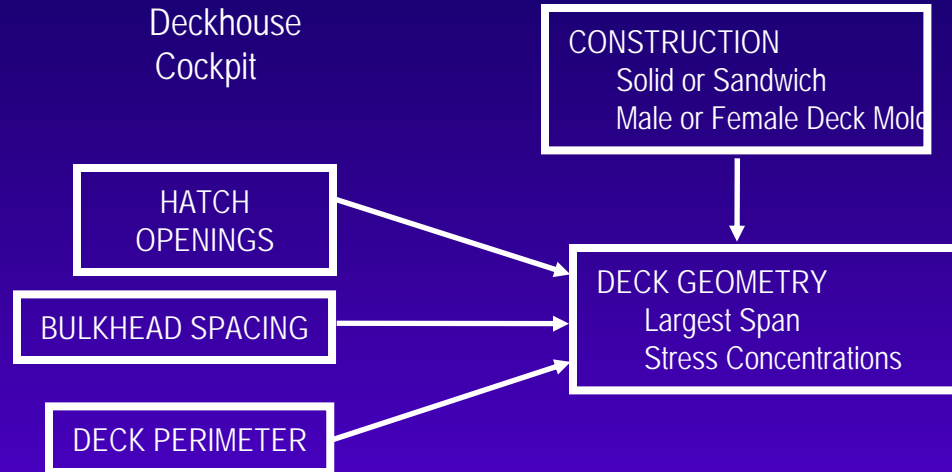 Deckhouse
Cockpit
CONSTRUCTION
Solid or Sandwich
Male or Female Deck Mold
HATCH
OPENINGS
BULKHEAD SPACING
DECK PERIMETER
DECK GEOMETRY
Largest Span
Stress Concentrations